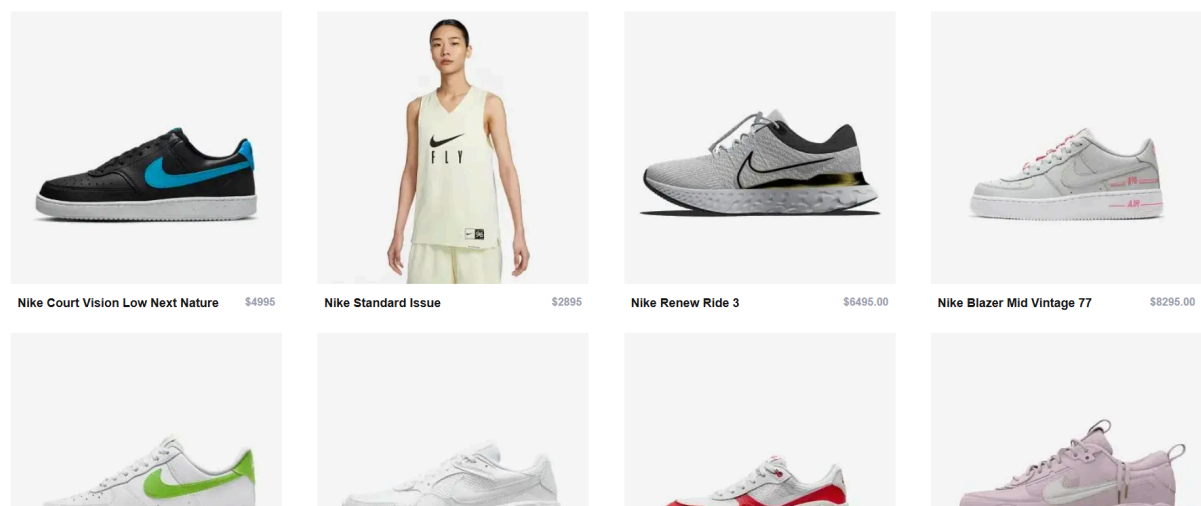 FLY
Nike Court Vision Low Next Nature $4995
Nike Standard Issue $2895
Nike Renew Ride 3 $6495.00
AIR
Nike Blazer Mid Vintage 77 $8295.00